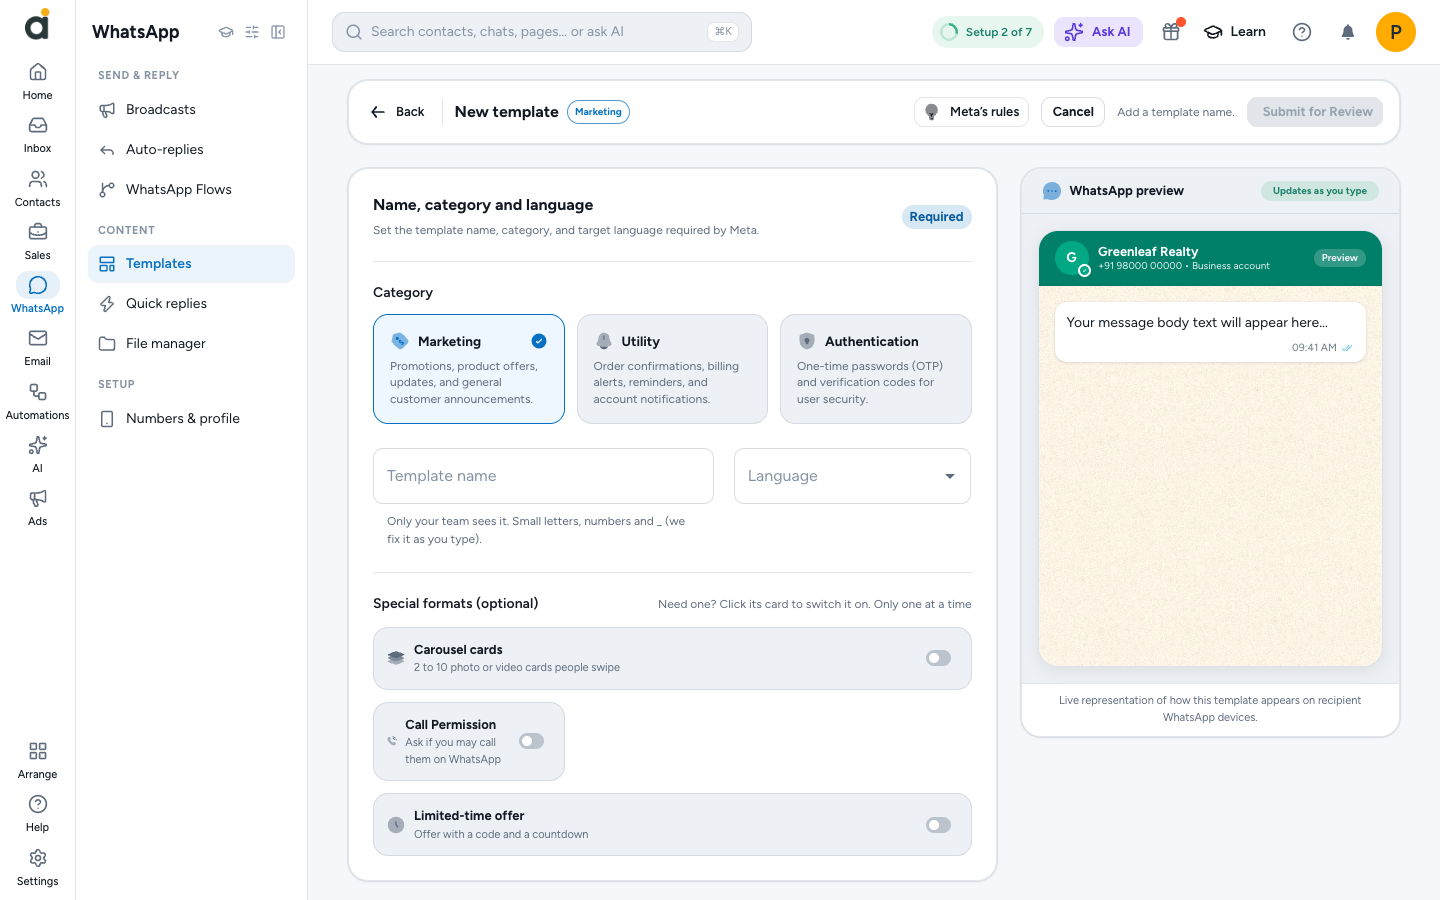 WhatsApp
Search contacts, chats, pages... or ask AI
⌘K
Setup 2 of 7
Ask AI
Learn
P
Home
Inbox
Contacts
Sales
WhatsApp
Email
Automations
AI
Ads
Arrange
Help
Settings
SEND & REPLY
Broadcasts
Auto-replies
WhatsApp Flows
CONTENT
Templates
Quick replies
File manager
SETUP
Numbers & profile
Back
New template
Marketing
Meta's rules
Cancel
Add a template name.
Submit for Review
Name, category and language
Set the template name, category, and target language required by Meta.
Required
Category
Marketing
Promotions, product offers,
updates, and general
customer announcements.
Utility
Order confirmations, billing
alerts, reminders, and
account notifications.
Authentication
One-time passwords (OTP)
and verification codes for
user security.
Template name
Language
Only your team sees it. Small letters, numbers and _ (we
fix it as you type).
Special formats (optional)
Need one? Click its card to switch it on. Only one at a time
Carousel cards
2 to 10 photo or video cards people swipe
Call Permission
Ask if you may call
them on WhatsApp
Limited-time offer
Offer with a code and a countdown
WhatsApp preview
Updates as you type
G
Greenleaf Realty
+91 98000 00000 • Business account
Preview
Your message body text will appear here...
09:41 AM
Live representation of how this template appears on recipient
WhatsApp devices.